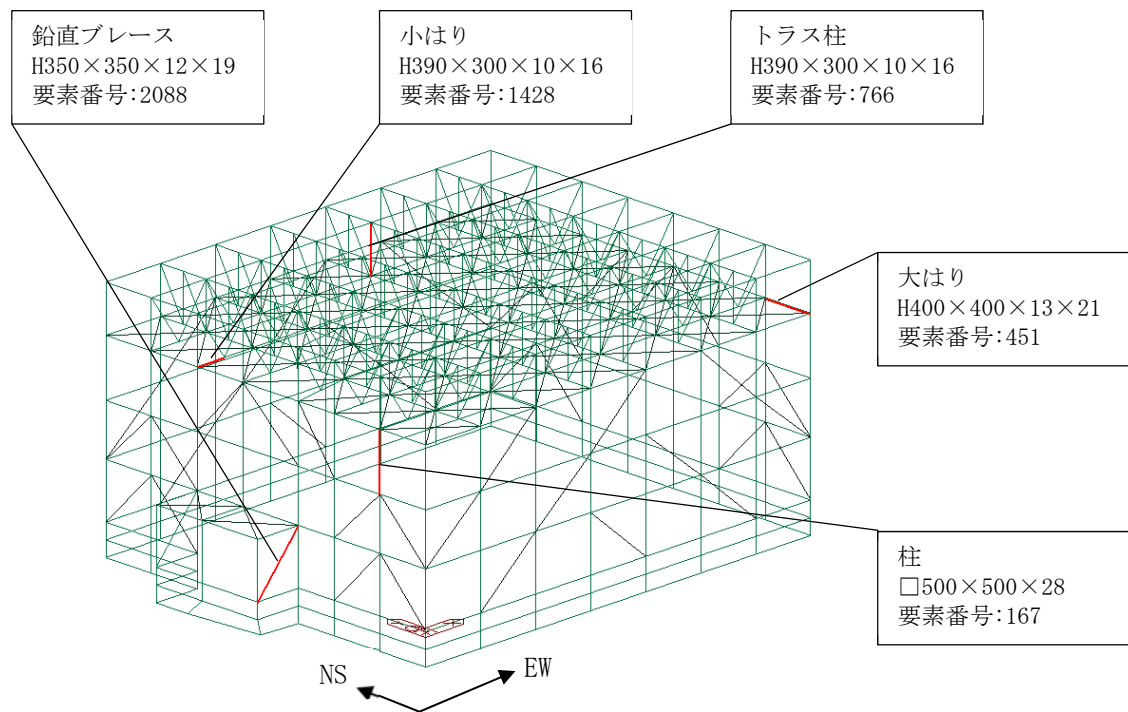 鉛直ブレース
H350×350×12×19
要素番号:2088
小はり
H390×300×10×16
要素番号:1428
トラス柱
H390×300×10×16
要素番号:766
大はり
H400×400×13×21
要素番号:451
柱
□500×500×28
要素番号:167
NS
EW